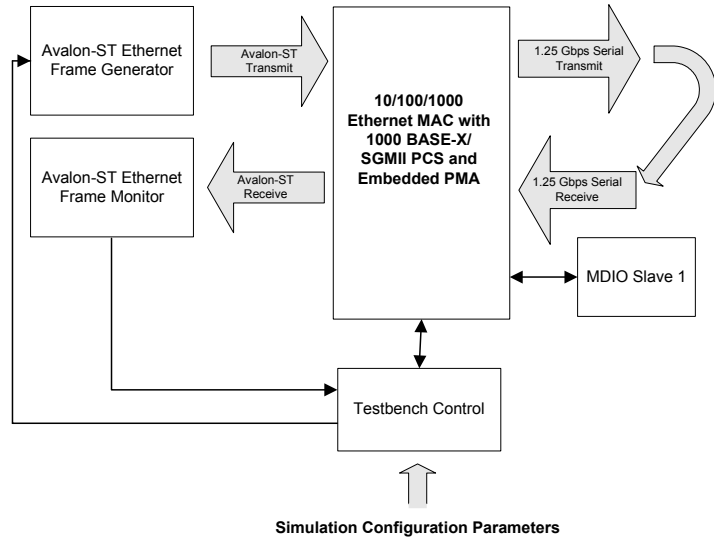 Avalon-ST Ethernet
Frame Generator
Avalon-ST
Transmit
10/100/1000
Ethernet MAC with
1000 BASE-X/
SGMII PCS and
Embedded PMA
1.25 Gbps Serial
Transmit
Avalon-ST Ethernet
Frame Monitor
Avalon-ST
Receive
1.25 Gbps Serial
Receive
MDIO Slave 1
Testbench Control
Simulation Configuration Parameters